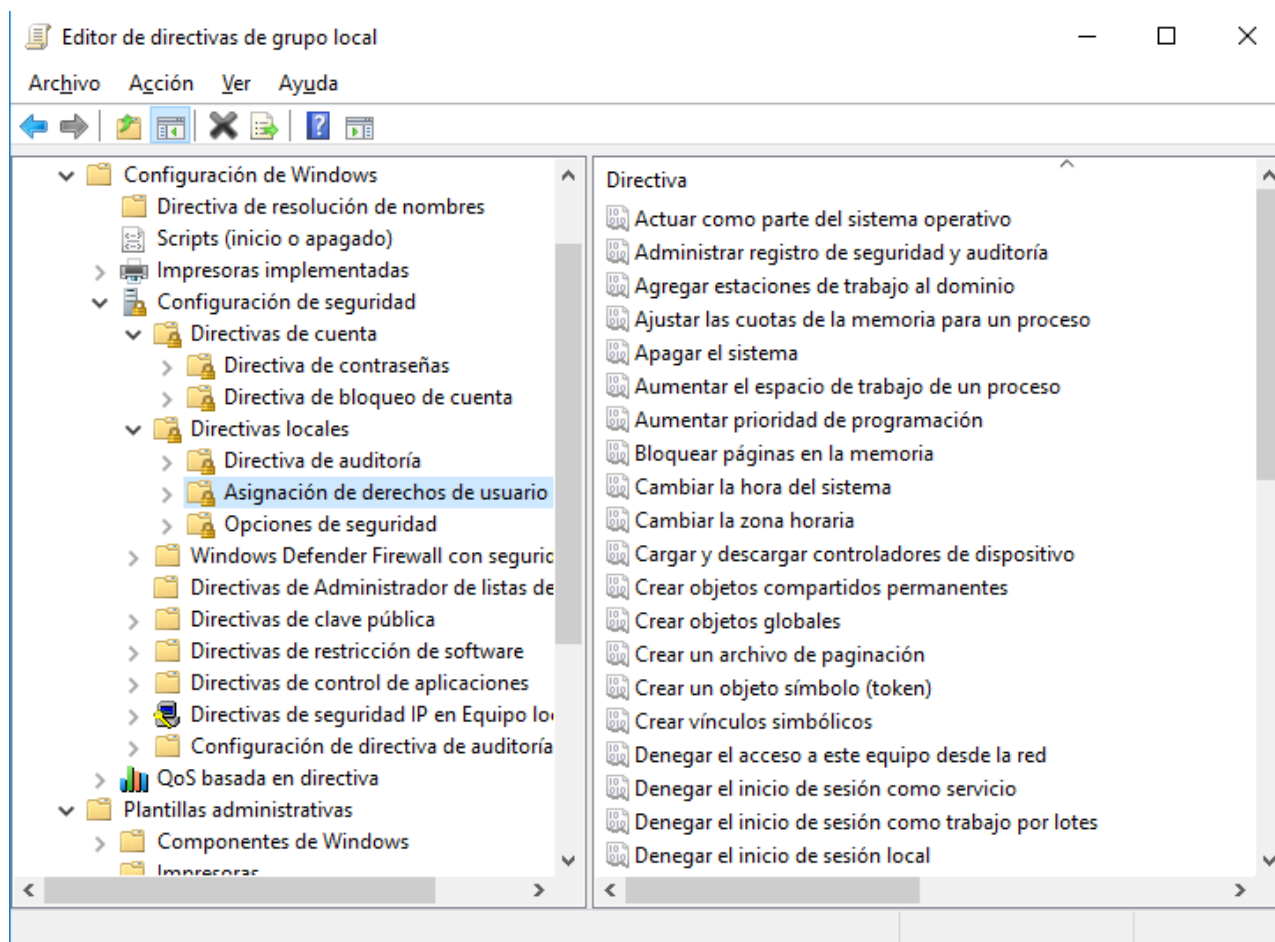 Editor de directivas de grupo local
Archivo Acción Ver Ayuda
Configuración de Windows
Directiva de resolución de nombres
Scripts (inicio o apagado)
Impresoras implementadas
Configuración de seguridad
Directivas de cuenta
Directiva de contraseñas
Directiva de bloqueo de cuenta
Directivas locales
Directiva de auditoría
Asignación de derechos de usuario
Opciones de seguridad
Windows Defender Firewall con segurid
Directivas de Administrador de listas de
Directivas de clave pública
Directivas de restricción de software
Directivas de control de aplicaciones
Directivas de seguridad IP en Equipo lo
Configuración de directiva de auditoría
QoS basada en directiva
Plantillas administrativas
Componentes de Windows
Impresoras
Directiva
Actuar como parte del sistema operativo
Administrar registro de seguridad y auditoría
Agregar estaciones de trabajo al dominio
Ajustar las cuotas de la memoria para un proceso
Apagar el sistema
Aumentar el espacio de trabajo de un proceso
Aumentar prioridad de programación
Bloquear páginas en la memoria
Cambiar la hora del sistema
Cambiar la zona horaria
Cargar y descargar controladores de dispositivo
Crear objetos compartidos permanentes
Crear objetos globales
Crear un archivo de paginación
Crear un objeto símbolo (token)
Crear vínculos simbólicos
Denegar el acceso a este equipo desde la red
Denegar el inicio de sesión como servicio
Denegar el inicio de sesión como trabajo por lotes
Denegar el inicio de sesión local